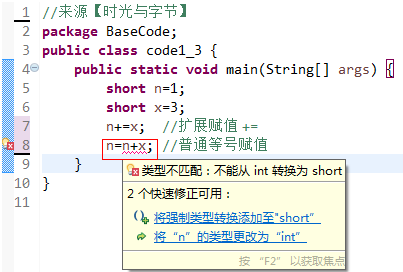 1 //来源【时光与字节】
2 package BaseCode;
3 public class code1_3 {
4 public static void main(String[] args) {
5 short n=1;
6 short x=3;
7 n+=x; //扩展赋值 +=
8 n=n+x; //普通等号赋值
9 }
10 }
类型不匹配：不能从 int 转换为 short
2 个快速修正可用：
()₊ 将强制类型转换添加至"short"
将“n”的类型更改为“int”
按 “F2” 以获取焦点